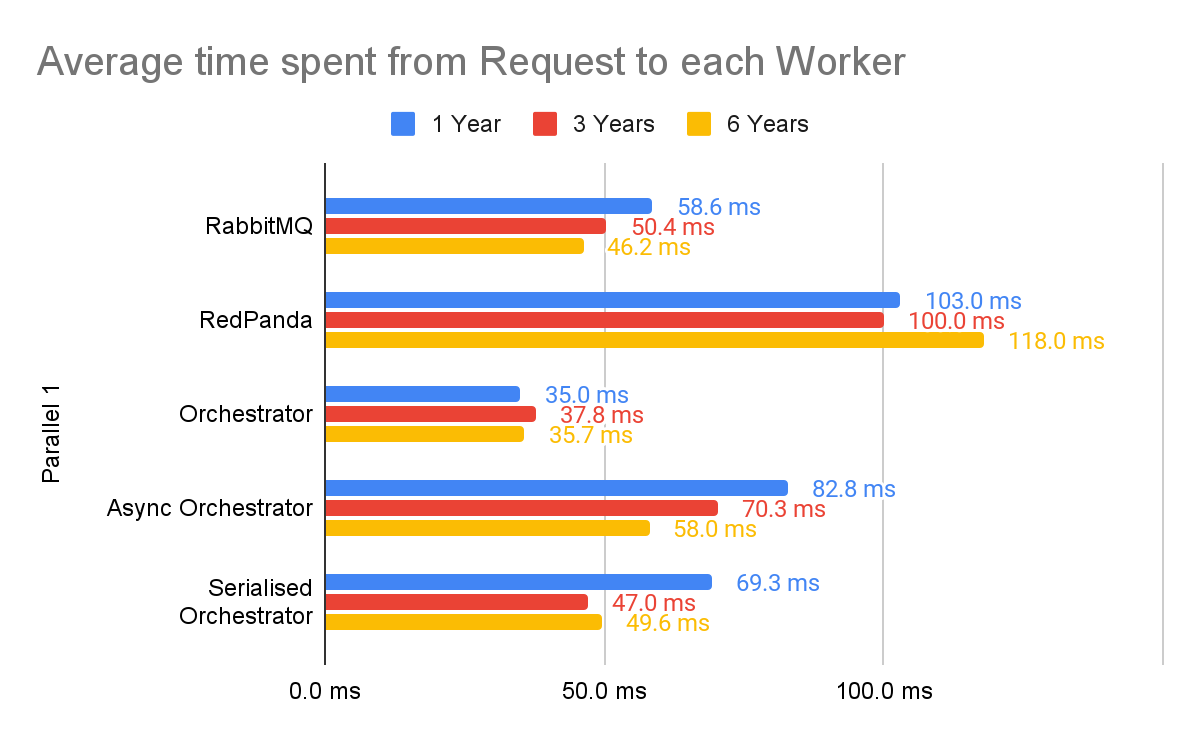 Average time spent from Request to each Worker
1 Year
3 Years
6 Years
Parallel 1
RabbitMQ
58.6 ms
50.4 ms
46.2 ms
RedPanda
103.0 ms
100.0 ms
118.0 ms
Orchestrator
35.0 ms
37.8 ms
35.7 ms
Async Orchestrator
82.8 ms
70.3 ms
58.0 ms
Serialised
Orchestrator
69.3 ms
47.0 ms
49.6 ms
0.0 ms
50.0 ms
100.0 ms